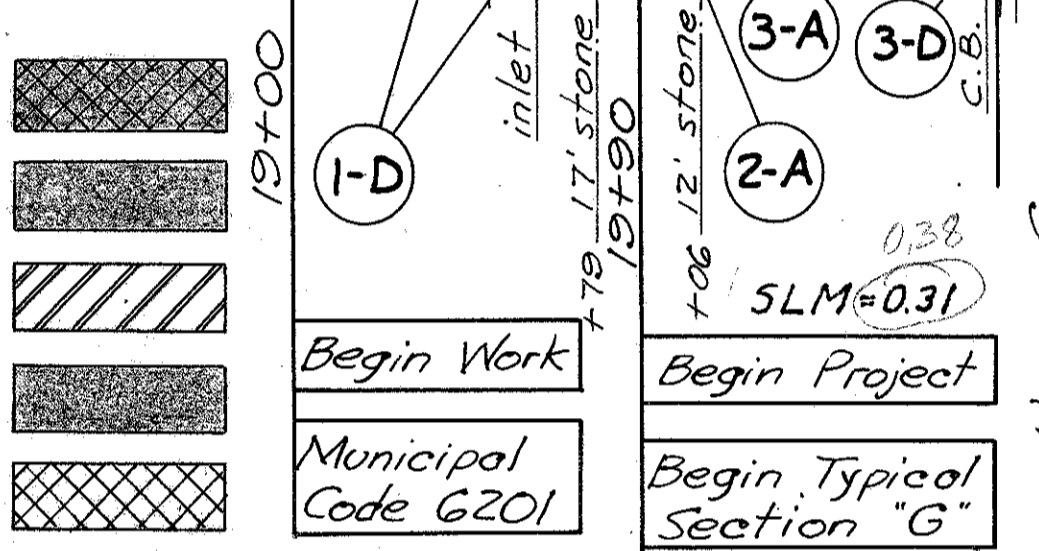 19+00
1-D
inlet
+79 17' stone
19+90
+06 12' stone
3-A
3-D
C.B.
2-A
0.38
SLM=0.31
Begin Work
Municipal
Code 6201
Begin Project
Begin Typical
Section "G"